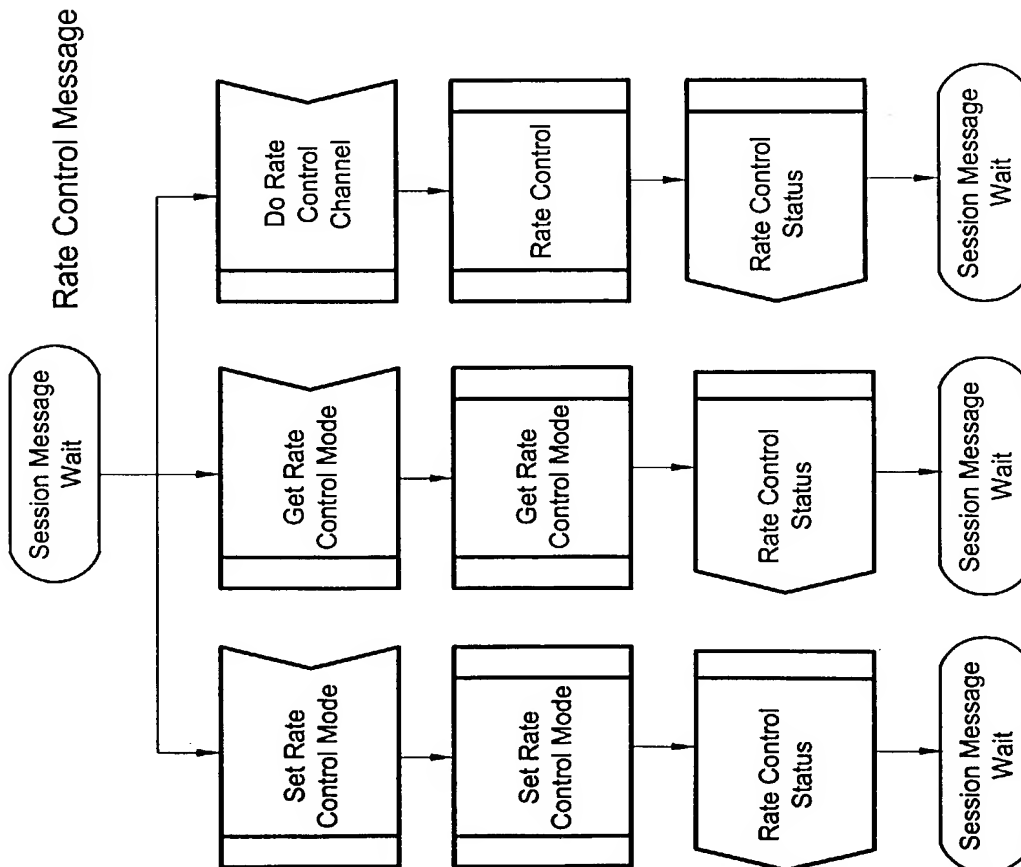 Rate Control Message
Session Message
Wait
Set Rate
Control Mode
Get Rate
Control Mode
Do Rate
Control
Channel
Set Rate
Control Mode
Get Rate
Control Mode
Rate Control
Rate Control
Status
Rate Control
Status
Rate Control
Status
Session Message
Wait
Session Message
Wait
Session Message
Wait